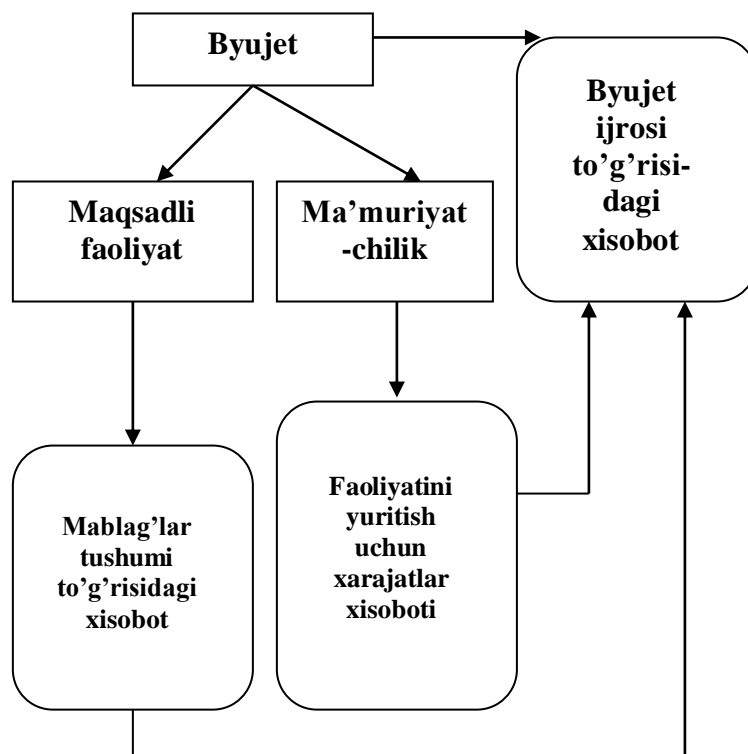 Byujet
Byujet
ijrosi
to’g’risi-
dagi
xisobot
Maqsadli
faoliyat
Ma’muriyat
-chilik
Mablag’lar
tushumi
to’g’risidagi
xisobot
Faoliyatini
yuritish
uchun
xarajatlar
xisoboti